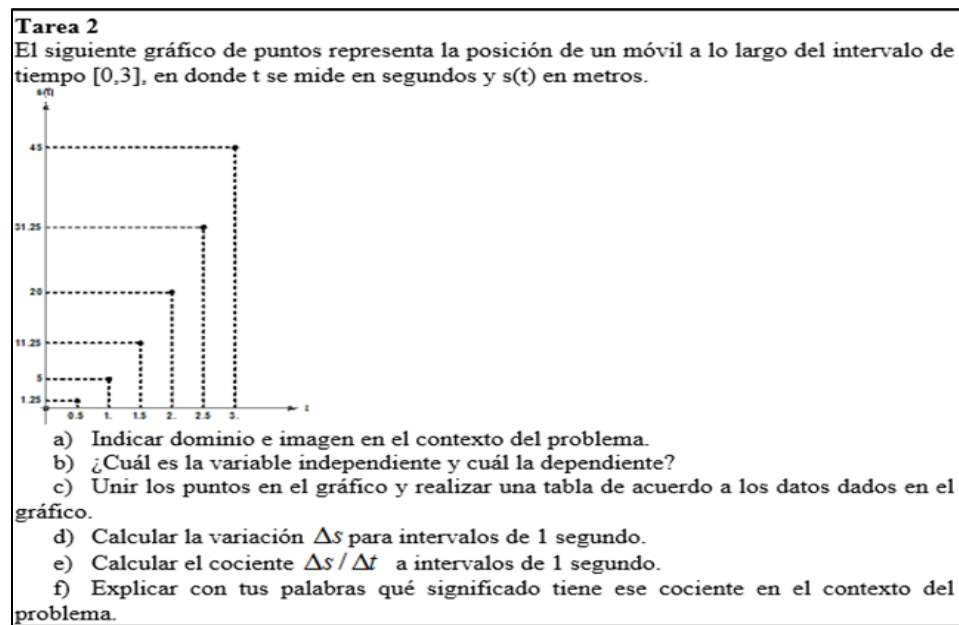 Tarea 2
El siguiente gráfico de puntos representa la posición de un móvil a lo largo del intervalo de
tiempo [0,3], en donde t se mide en segundos y s(t) en metros.
s(t)
45
31.25
20
11.25
5
1.25
0.5 1. 1.5 2. 2.5 3. t
a) Indicar dominio e imagen en el contexto del problema.
b) ¿Cuál es la variable independiente y cuál la dependiente?
c) Unir los puntos en el gráfico y realizar una tabla de acuerdo a los datos dados en el
gráfico.
d) Calcular la variación Δs para intervalos de 1 segundo.
e) Calcular el cociente Δs / Δt a intervalos de 1 segundo.
f) Explicar con tus palabras qué significado tiene ese cociente en el contexto del
problema.